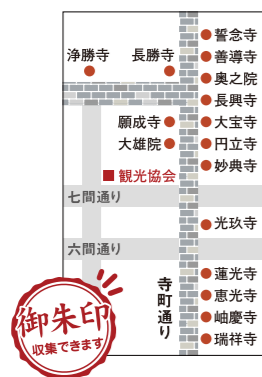 誓念寺
善導寺
奥之院
長興寺
大宝寺
円立寺
妙典寺
浄勝寺
長勝寺
願成寺
大雄院
観光協会
七間通り
光玖寺
六間通り
寺町通り
蓮光寺
恵光寺
岫慶寺
瑞祥寺
御朱印
収集できます